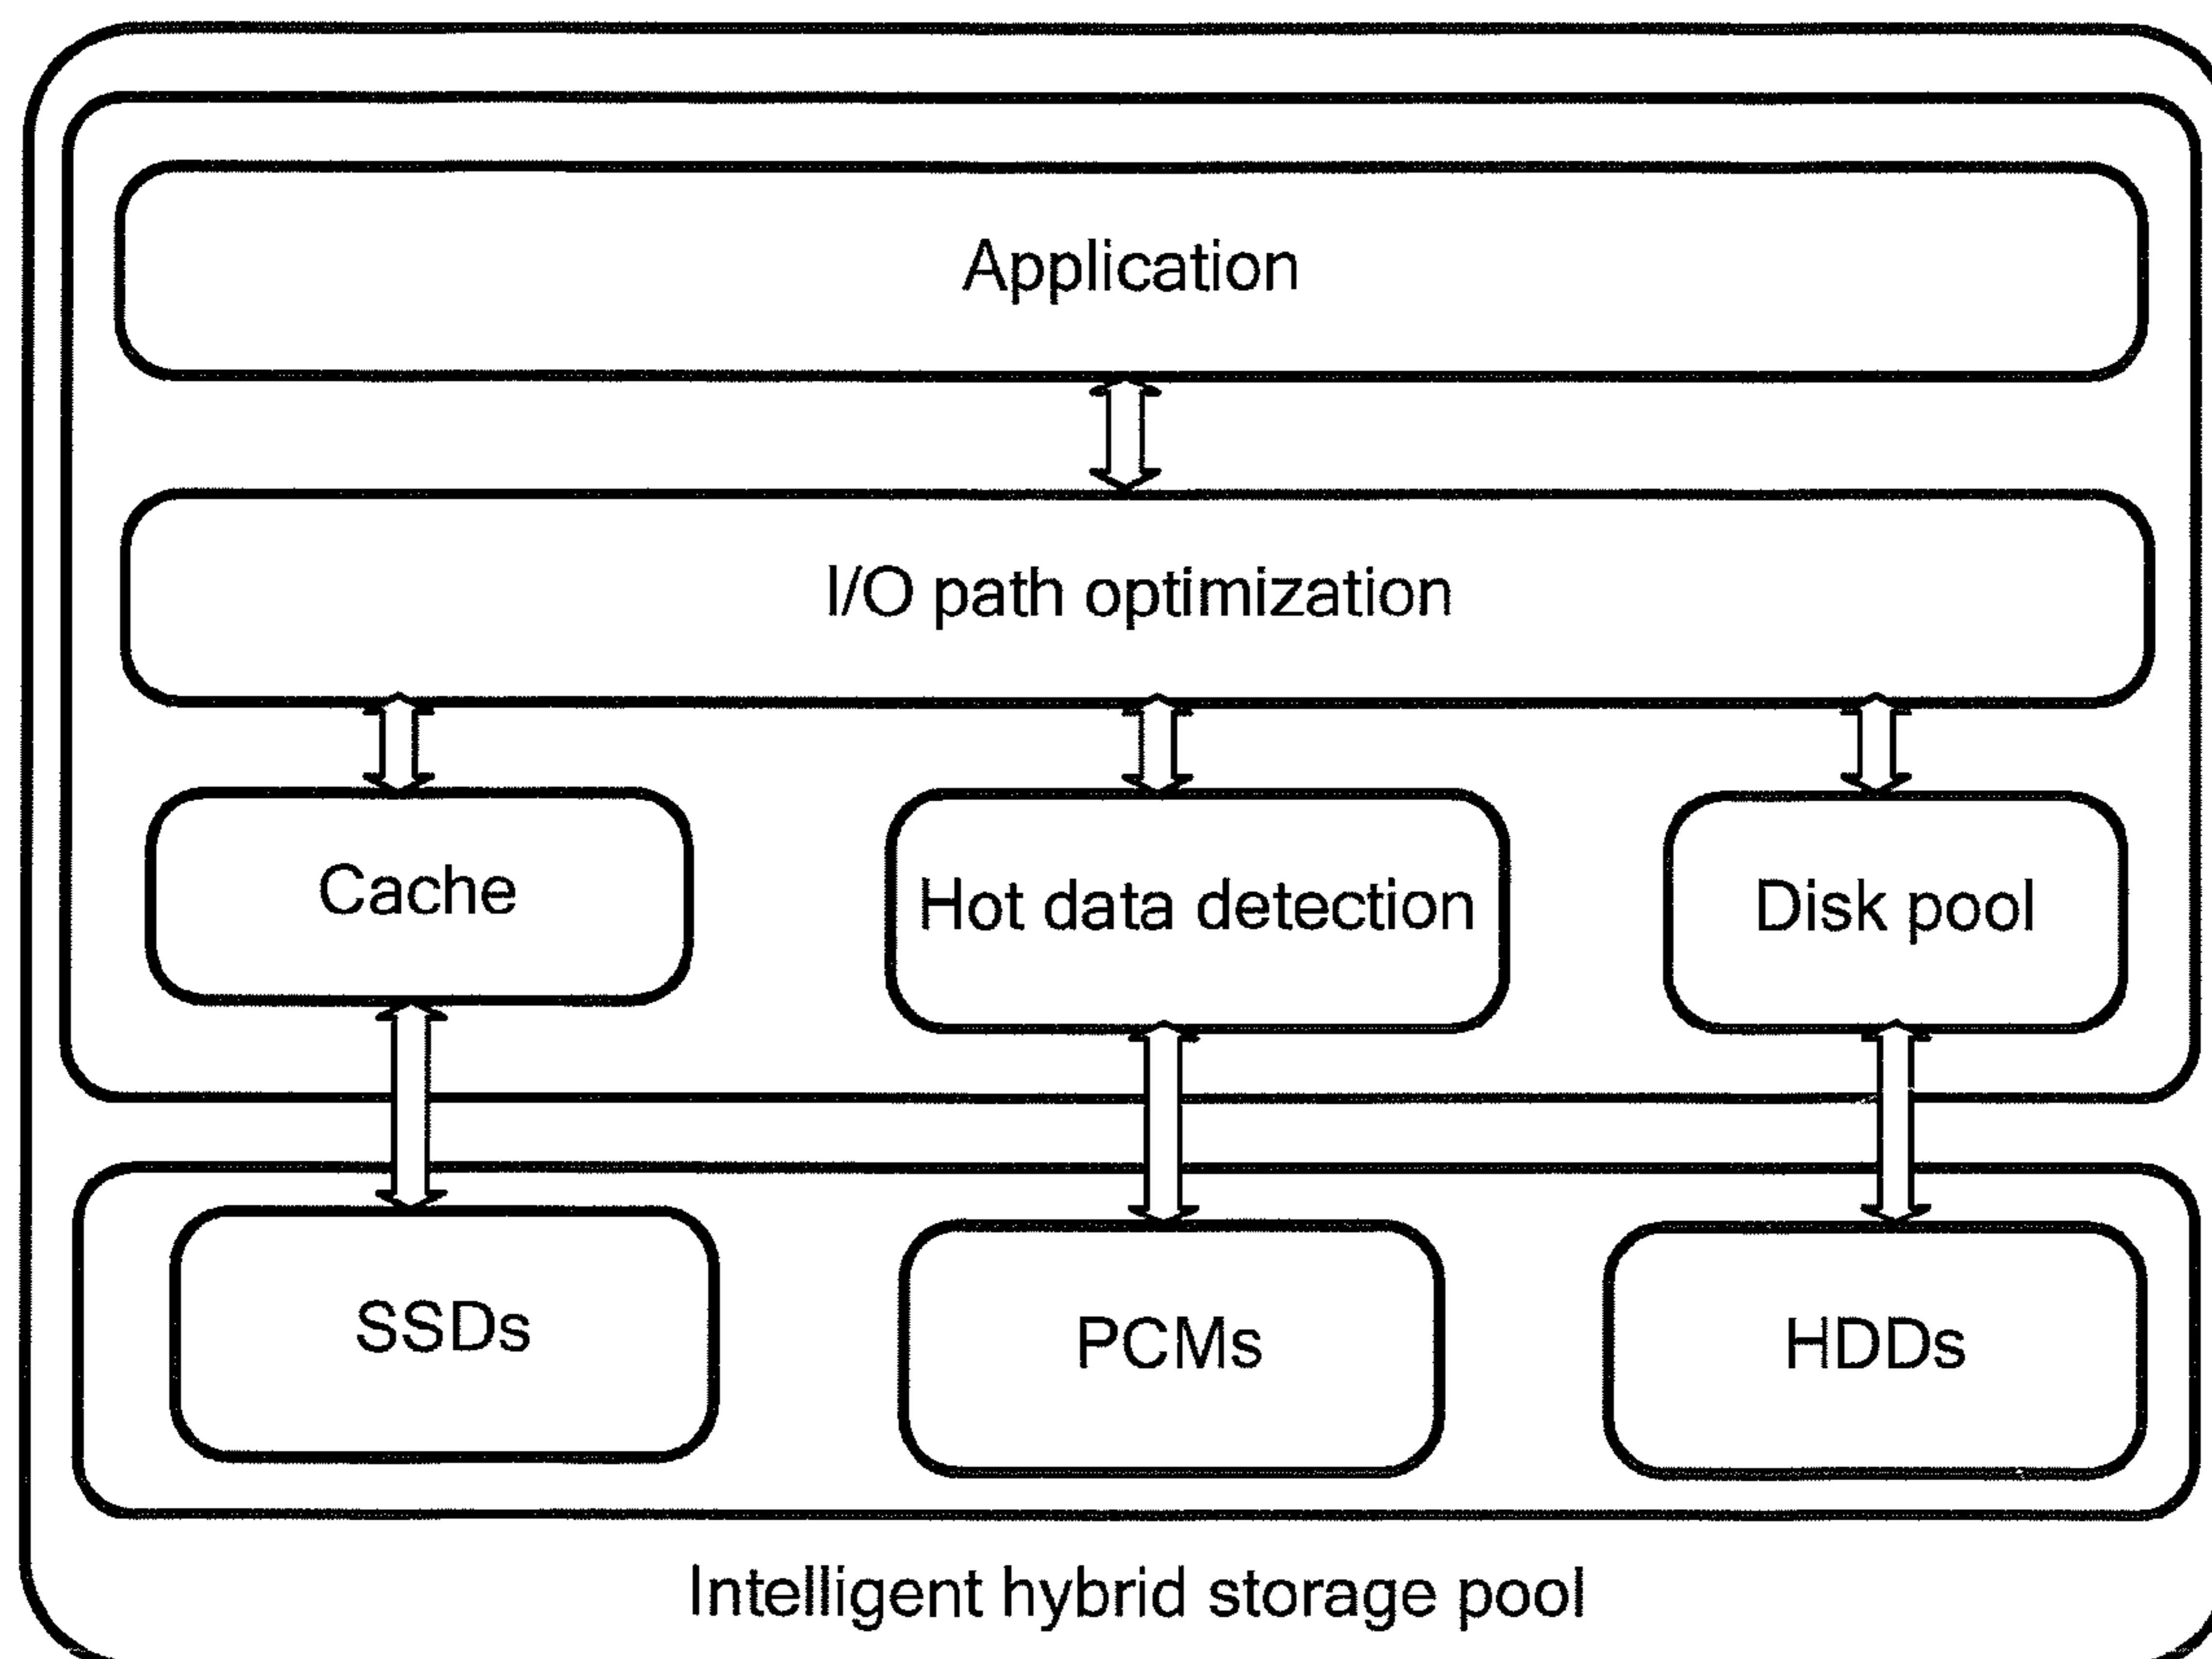 Application
I/O path optimization
Cache
Hot data detection
Disk pool
SSDs
PCMs
HDDs
Intelligent hybrid storage pool